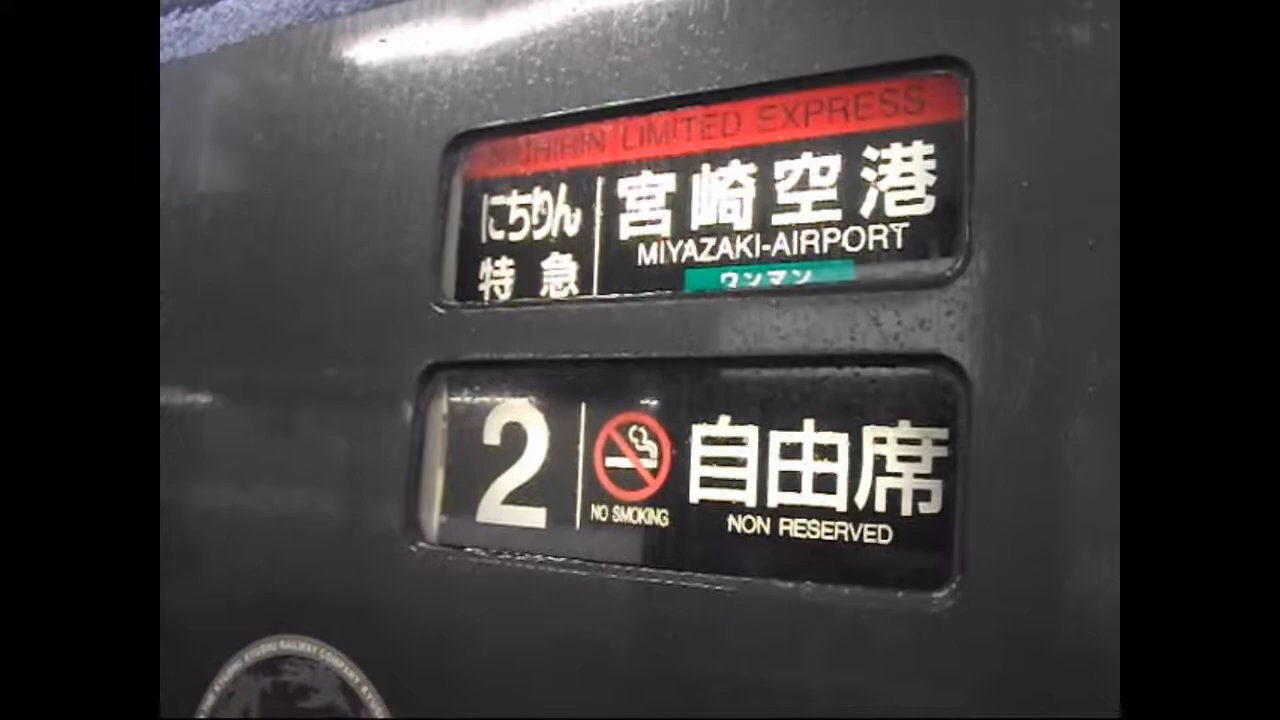 NICHIRIN LIMITED EXPRESS
にちりん
特急
宮崎空港
MIYAZAKI-AIRPORT
ワンマン
2
NO SMOKING
自由席
NON RESERVED